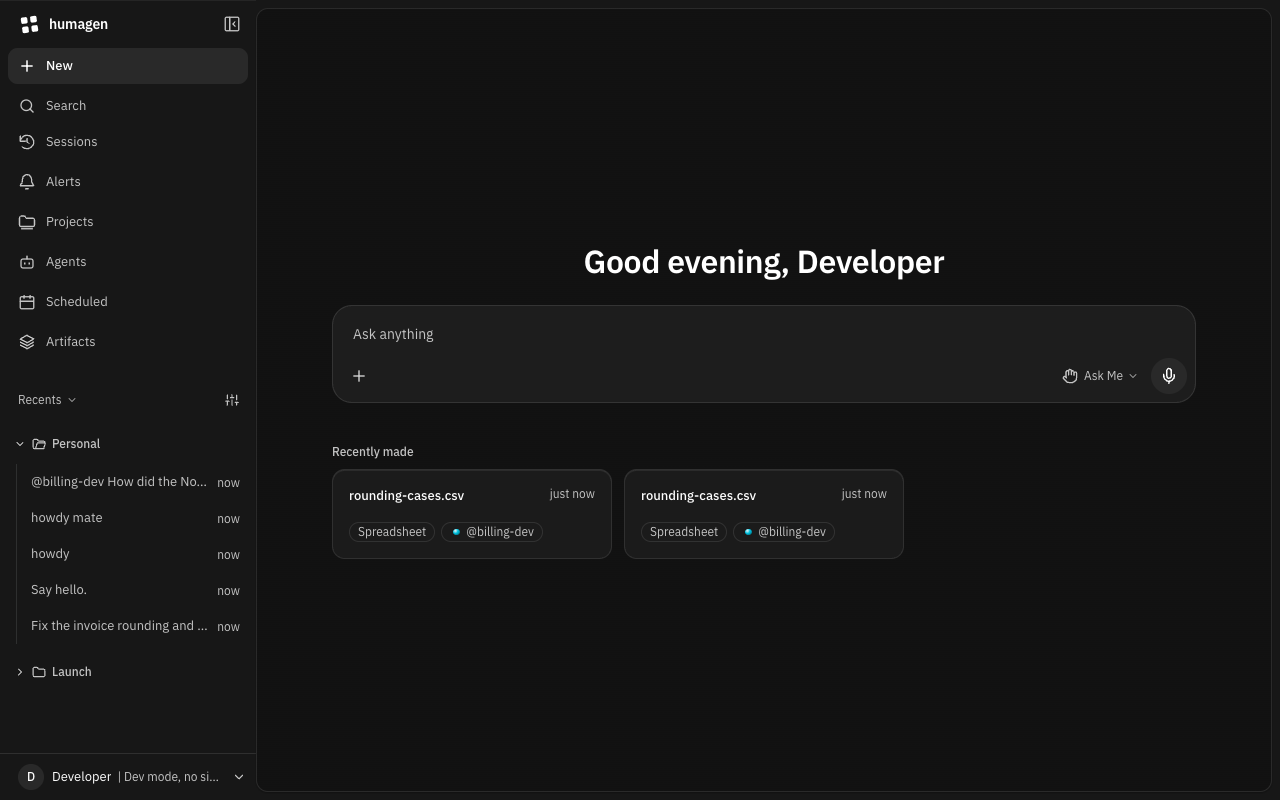 humagen
New
Search
Sessions
Alerts
Projects
Agents
Scheduled
Artifacts
Recents
Personal
@billing-dev How did the No... now
howdy mate now
howdy now
Say hello. now
Fix the invoice rounding and ... now
Launch
D Developer | Dev mode, no si...
Good evening, Developer
Ask anything
Ask Me
Recently made
rounding-cases.csv just now
Spreadsheet @billing-dev
rounding-cases.csv just now
Spreadsheet @billing-dev